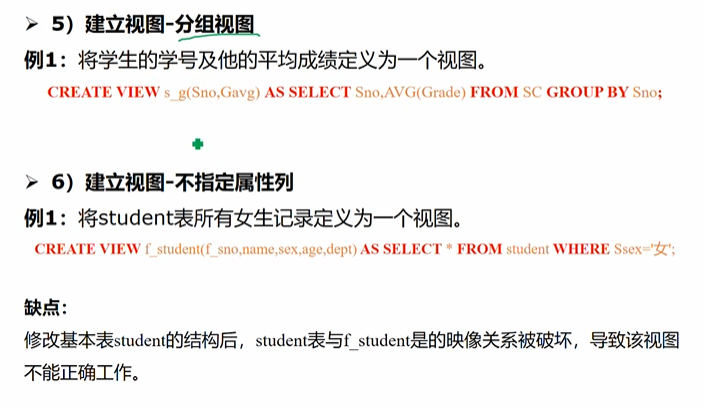 ➢ 5）建立视图-分组视图
例1：将学生的学号及他的平均成绩定义为一个视图。
CREATE VIEW s_g(Sno,Gavg) AS SELECT Sno,AVG(Grade) FROM SC GROUP BY Sno;
➢ 6）建立视图-不指定属性列
例1：将student表所有女生记录定义为一个视图。
CREATE VIEW f_student(f_sno,name,sex,age,dept) AS SELECT * FROM student WHERE Ssex='女';
缺点：
修改基本表student的结构后，student表与f_student是的映像关系被破坏，导致该视图
不能正确工作。